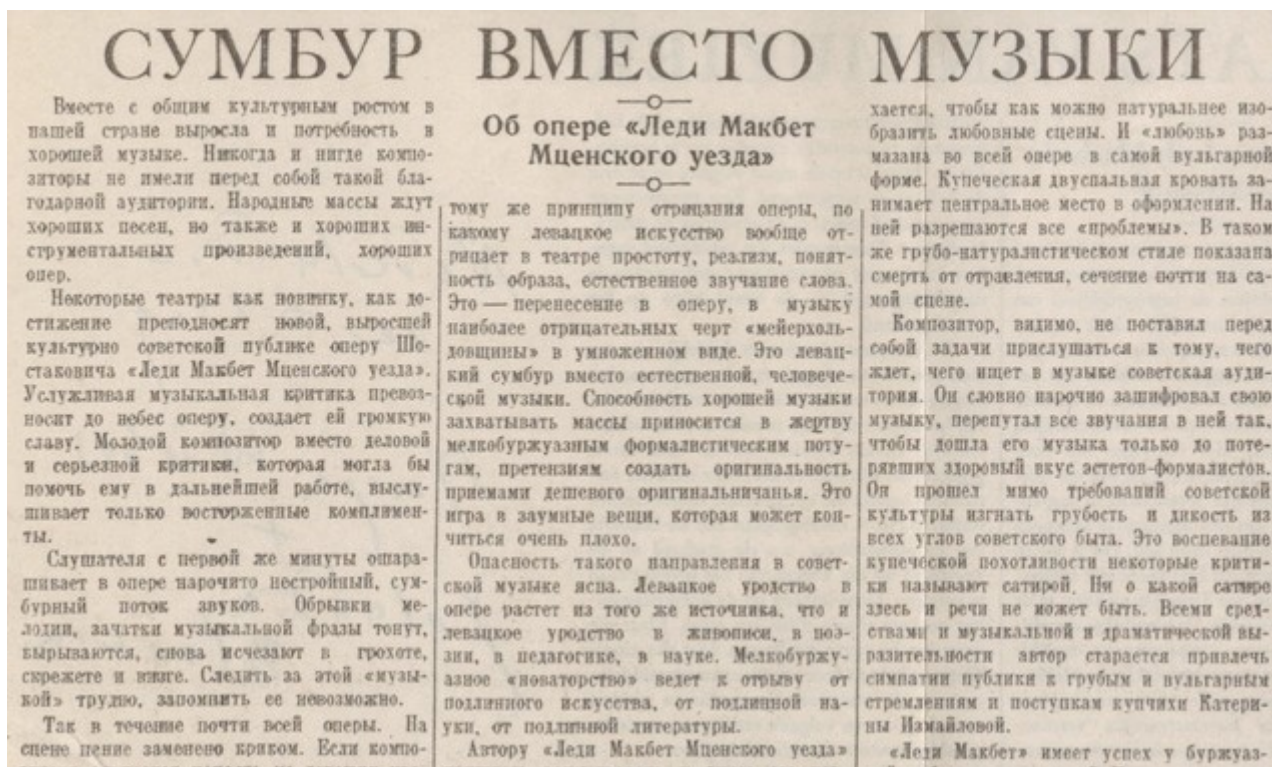 СУМБУР ВМЕСТО МУЗЫКИ
Вместе с общим культурным ростом в
нашей стране выросла и потребность в
хорошей музыке. Никогда и нигде компо-
зиторы не имели перед собой такой бла-
годарной аудитории. Народные массы ждут
хороших песен, но также и хороших ин-
струментальных произведений, хороших
опер.
Некоторые театры как новинку, как до-
стижение преподносят новой, выросшей
культурно советской публике оперу Шо-
стаковича «Леди Макбет Мценского уезда».
Услужливая музыкальная критика превоз-
носит до небес оперу, создает ей громкую
славу. Молодой композитор вместо деловой
и серьезной критики, которая могла бы
помочь ему в дальнейшей работе, выслу-
шивает только восторженные комплимен-
ты.
Слушателя с первой же минуты ошара-
шивает в опере нарочито нестройный, сум-
бурный поток звуков. Обрывки ме-
лодии, зачатки музыкальной фразы тонут,
вырываются, снова исчезают в грохоте,
скрежете и визге. Следить за этой «музы-
кой» трудно, запомнить ее невозможно.
Так в течение почти всей оперы. На
сцене пение заменено криком. Если компо-
Об опере «Леди Макбет
Мценского уезда»
тому же принципу отрицания оперы, по
какому левацкое искусство вообще от-
рицает в театре простоту, реализм, понят-
ность образа, естественное звучание слова.
Это — перенесение в оперу, в музыку
наиболее отрицательных черт «мейерхоль-
довщины» в умноженном виде. Это левац-
кий сумбур вместо естественной, человече-
ской музыки. Способность хорошей музыки
захватывать массы приносится в жертву
мелкобуржуазным формалистическим поту-
гам, претензиям создать оригинальность
приемами дешевого оригинальничанья. Это
игра в заумные вещи, которая может кон-
читься очень плохо.
Опасность такого направления в совет-
ской музыке ясна. Левацкое уродство в
опере растет из того же источника, что и
левацкое уродство в живописи, в поэ-
зии, в педагогике, в науке. Мелкобуржу-
азное «новаторство» ведет к отрыву от
подлинного искусства, от подлинной на-
уки, от подлинной литературы.
Автору «Леди Макбет Мценского уезда»
хается, чтобы как можно натуральнее изо-
бразить любовные сцены. И «любовь» раз-
мазана во всей опере в самой вульгарной
форме. Купеческая двуспальная кровать за-
нимает центральное место в оформлении. На
ней разрешаются все «проблемы». В таком
же грубо-натуралистическом стиле показана
смерть от отравления, сечение почти на са-
мой сцене.
Композитор, видимо, не поставил перед
собой задачи прислушаться к тому, чего
ждет, чего ищет в музыке советская ауди-
тория. Он словно нарочно зашифровал свою
музыку, перепутал все звучания в ней так,
чтобы дошла его музыка только до поте-
рявших здоровый вкус эстетов-формалистов.
Он прошел мимо требований советской
культуры изгнать грубость и дикость из
всех углов советского быта. Это воспевание
купеческой похотливости некоторые крити-
ки называют сатирой. Ни о какой сатире
здесь и речи не может быть. Всеми сред-
ствами и музыкальной и драматической вы-
разительности автор старается привлечь
симпатии публики к грубым и вульгарным
стремлениям и поступкам купчихи Катери-
ны Измайловой.
«Леди Макбет» имеет успех у буржуаз-